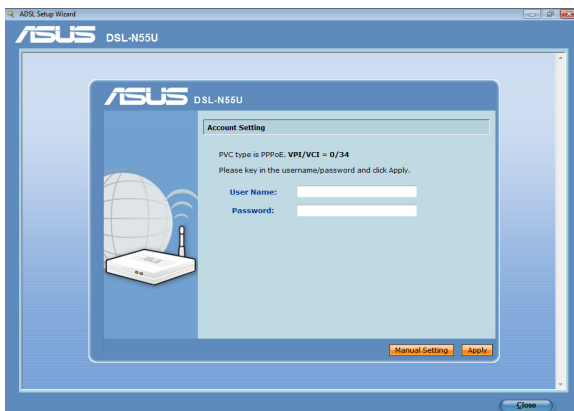 ADSL Setup Wizard
ASUS DSL-N55U
ASUS DSL-N55U
Account Setting
PVC type is PPPoE. VPI/VCI = 0/34
Please key in the username/password and click Apply.
User Name:
Password:
ASUS
Manual Setting Apply
Close